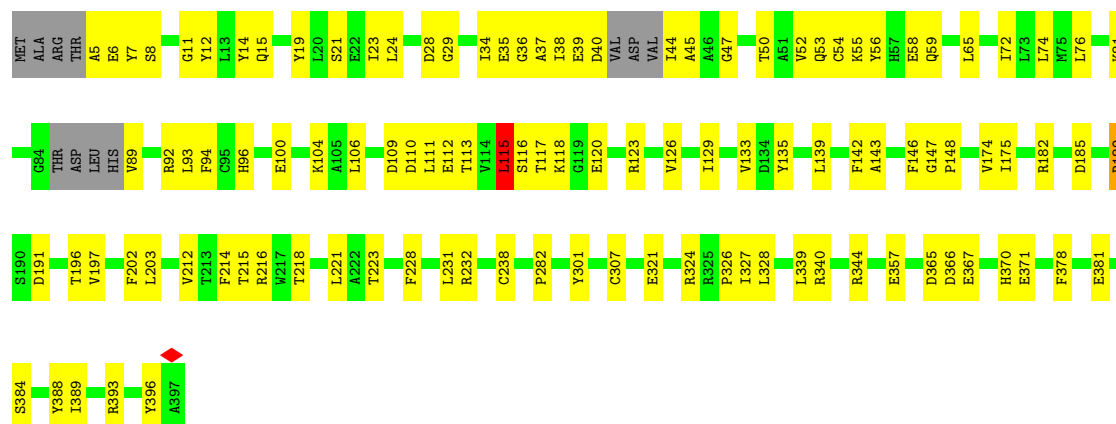 MET ALA ARG THR A5 E6 Y7 S8 G11 Y12 L13 Y14 Q15 Y19 L20 S21 E22 I23 L24 D28 G29 I34 E35 G36 A37 I38 E39 D40 VAL ASP VAL I44 A45 A46 G47 T50 A51 V52 Q53 C54 K55 Y56 H57 E58 Q59 L65 I72 L73 L74 M75 L76
G84 THR ASP LEU HIS V89 R92 L93 F94 C95 H96 E100 K104 A105 L106 D109 D110 L111 E112 T113 V114 L115 S116 T117 K118 G119 E120 R123 V126 I129 V133 D134 Y135 L139 F142 A143 F146 G147 P148 V174 I175 R182 D185
S190 D191 T196 V197 F202 L203 V212 T213 F214 T215 R216 W217 T218 L221 A222 T223 F228 L231 R232 C238 P282 Y301 C307 E321 R324 R325 P326 I327 L328 L339 R340 R344 E357 D365 D366 E367 H370 E371 F378 E381
S384 Y388 I389 R393 Y396 A397